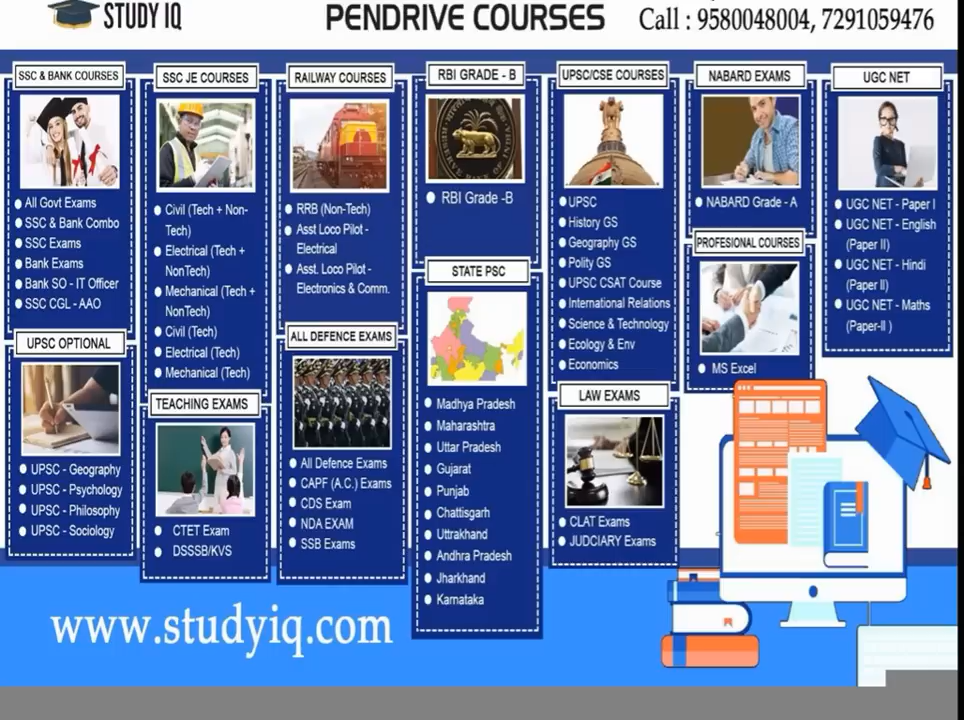 STUDY IQ
PENDRIVE COURSES
Call : 9580048004, 7291059476
SSC & BANK COURSES
All Govt Exams
SSC & Bank Combo
SSC Exams
Bank Exams
Bank SO - IT Officer
SSC CGL - AAO
UPSC OPTIONAL
UPSC - Geography
UPSC - Psychology
UPSC - Philosophy
UPSC - Sociology
SSC JE COURSES
Civil (Tech + Non-
Tech)
Electrical (Tech +
NonTech)
Mechanical (Tech +
NonTech)
Civil (Tech)
Electrical (Tech)
Mechanical (Tech)
TEACHING EXAMS
CTET Exam
DSSSB/KVS
RAILWAY COURSES
RRB (Non-Tech)
Asst Loco Pilot -
Electrical
Asst. Loco Pilot -
Electronics & Comm.
ALL DEFENCE EXAMS
All Defence Exams
CAPF (A.C.) Exams
CDS Exam
NDA EXAM
SSB Exams
RBI GRADE - B
RBI Grade -B
STATE PSC
Madhya Pradesh
Maharashtra
Uttar Pradesh
Gujarat
Punjab
Chattisgarh
Uttrakhand
Andhra Pradesh
Jharkhand
Karnataka
UPSC/CSE COURSES
UPSC
History GS
Geography GS
Polity GS
UPSC CSAT Course
International Relations
Science & Technology
Ecology & Env
Economics
LAW EXAMS
CLAT Exams
JUDICIARY Exams
NABARD EXAMS
NABARD Grade - A
PROFESIONAL COURSES
MS Excel
UGC NET
UGC NET - Paper I
UGC NET - English
(Paper II)
UGC NET - Hindi
(Paper II)
UGC NET - Maths
(Paper-II )
www.studyiq.com